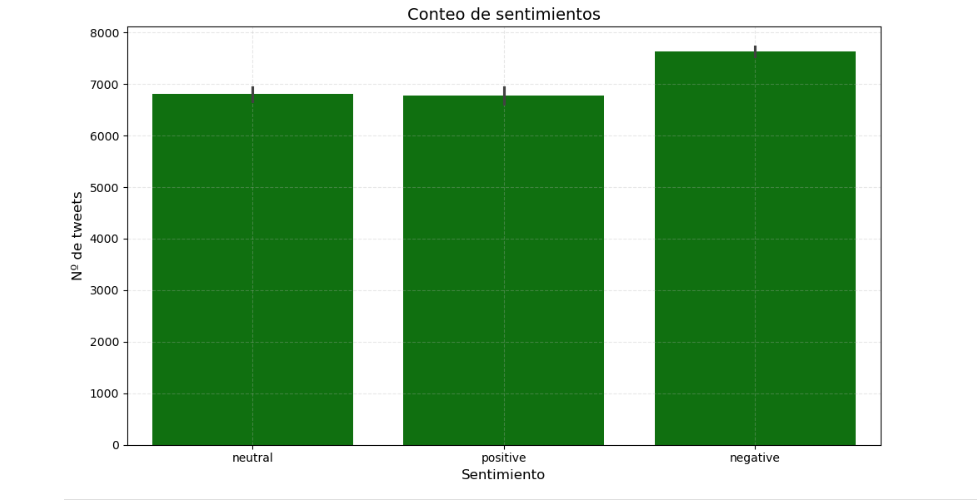 Conteo de sentimientos
8000
7000
6000
5000
4000
3000
2000
1000
0
Nº de tweets
neutral positive negative
Sentimiento